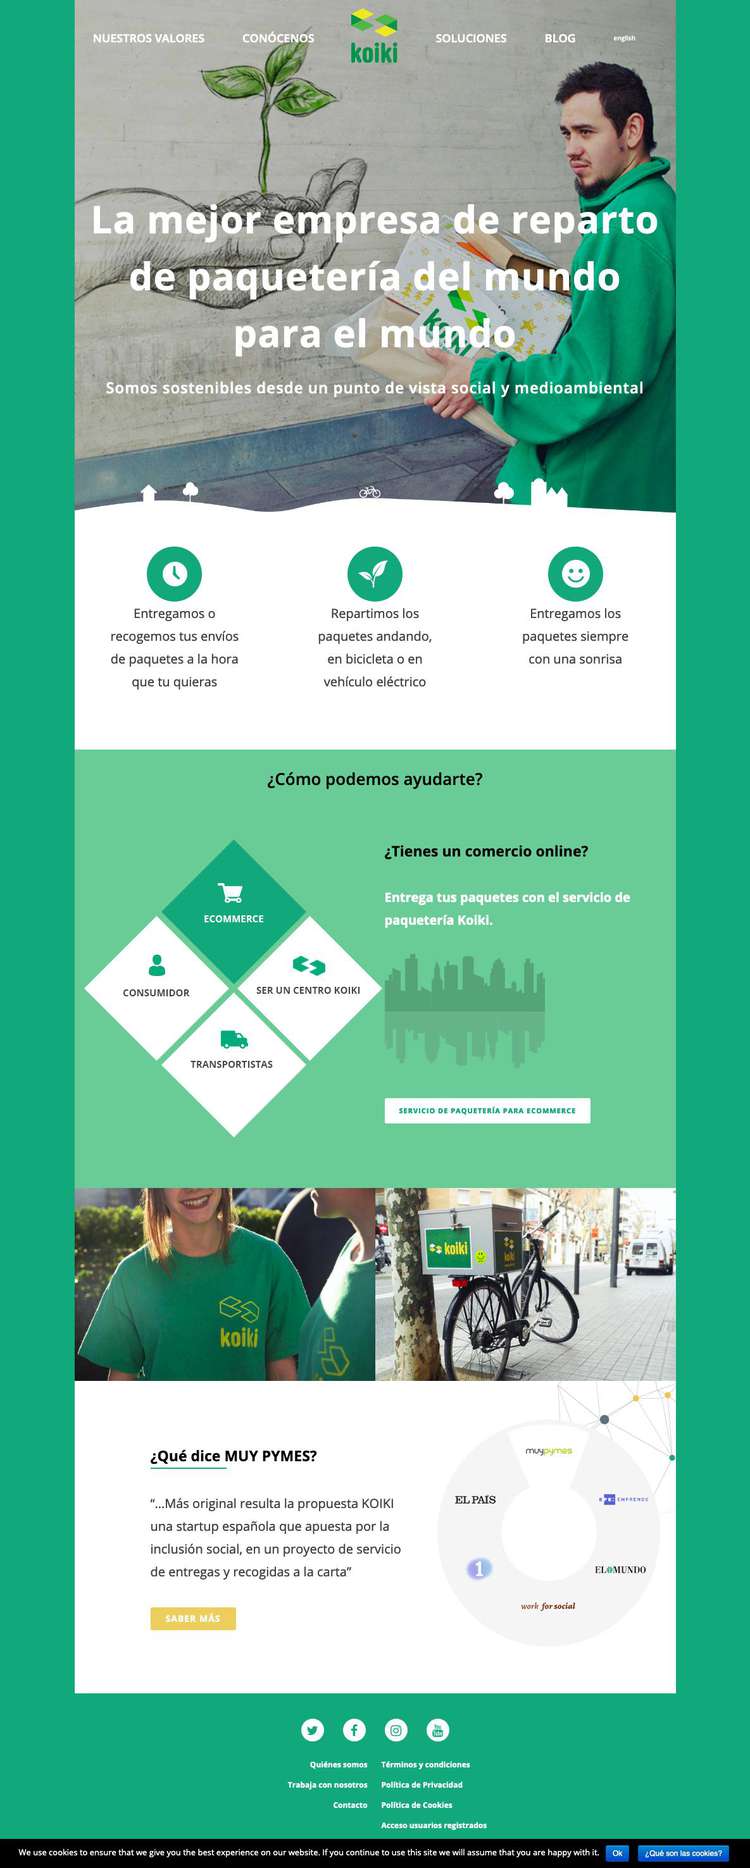 NUESTROS VALORES
CONÓCENOS
koiki
SOLUCIONES
BLOG
english
La mejor empresa de reparto
de paquetería del mundo
para el mundo
Somos sostenibles desde un punto de vista social y medioambiental
Entregamos o
recogemos tus envíos
de paquetes a la hora
que tu quieras
Repartimos los
paquetes andando,
en bicicleta o en
vehículo eléctrico
Entregamos los
paquetes siempre
con una sonrisa
¿Cómo podemos ayudarte?
ECOMMERCE
CONSUMIDOR
SER UN CENTRO KOIKI
TRANSPORTISTAS
¿Tienes un comercio online?
Entrega tus paquetes con el servicio de
paquetería Koiki.
SERVICIO DE PAQUETERÍA PARA ECOMMERCE
koiki
koiki
koiki
¿Qué dice MUY PYMES?
“...Más original resulta la propuesta KOIKI
una startup española que apuesta por la
inclusión social, en un proyecto de servicio
de entregas y recogidas a la carta”
SABER MÁS
muypymes
EL PAÍS
EMPRENDE
1
EL MUNDO
work for social
You Tube
Quiénes somos
Trabaja con nosotros
Contacto
Términos y condiciones
Política de Privacidad
Política de Cookies
Acceso usuarios registrados
We use cookies to ensure that we give you the best experience on our website. If you continue to use this site we will assume that you are happy with it.
Ok
¿Qué son las cookies?